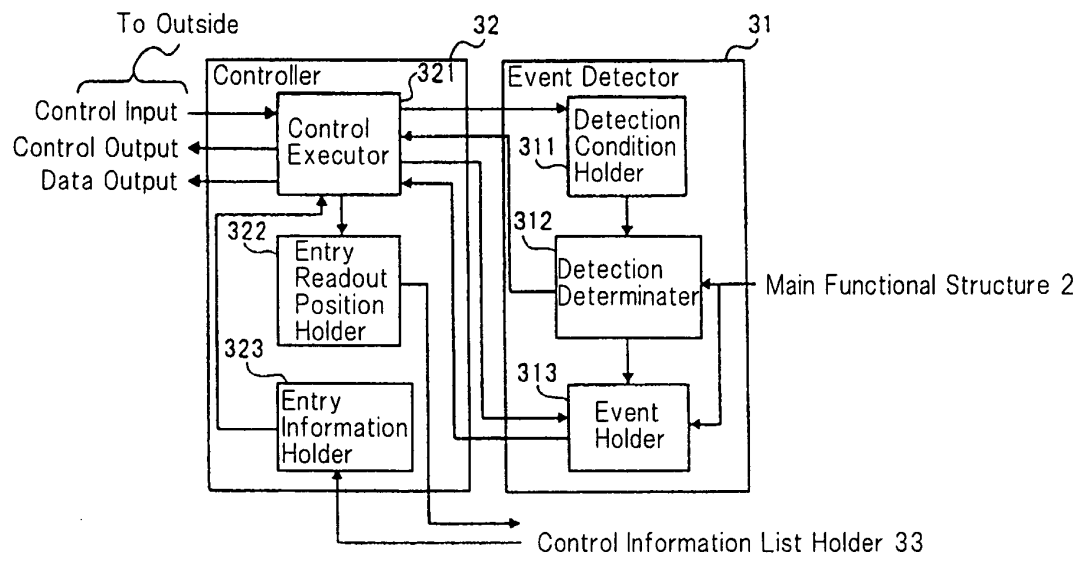 To Outside
32
31
Controller
321
Event Detector
Control Input
Control Output
Data Output
Control
Executor
Detection
Condition
Holder
311
322
Entry
Readout
Position
Holder
312
Detection
Determinater
Main Functional Structure 2
323
Entry
Information
Holder
313
Event
Holder
Control Information List Holder 33